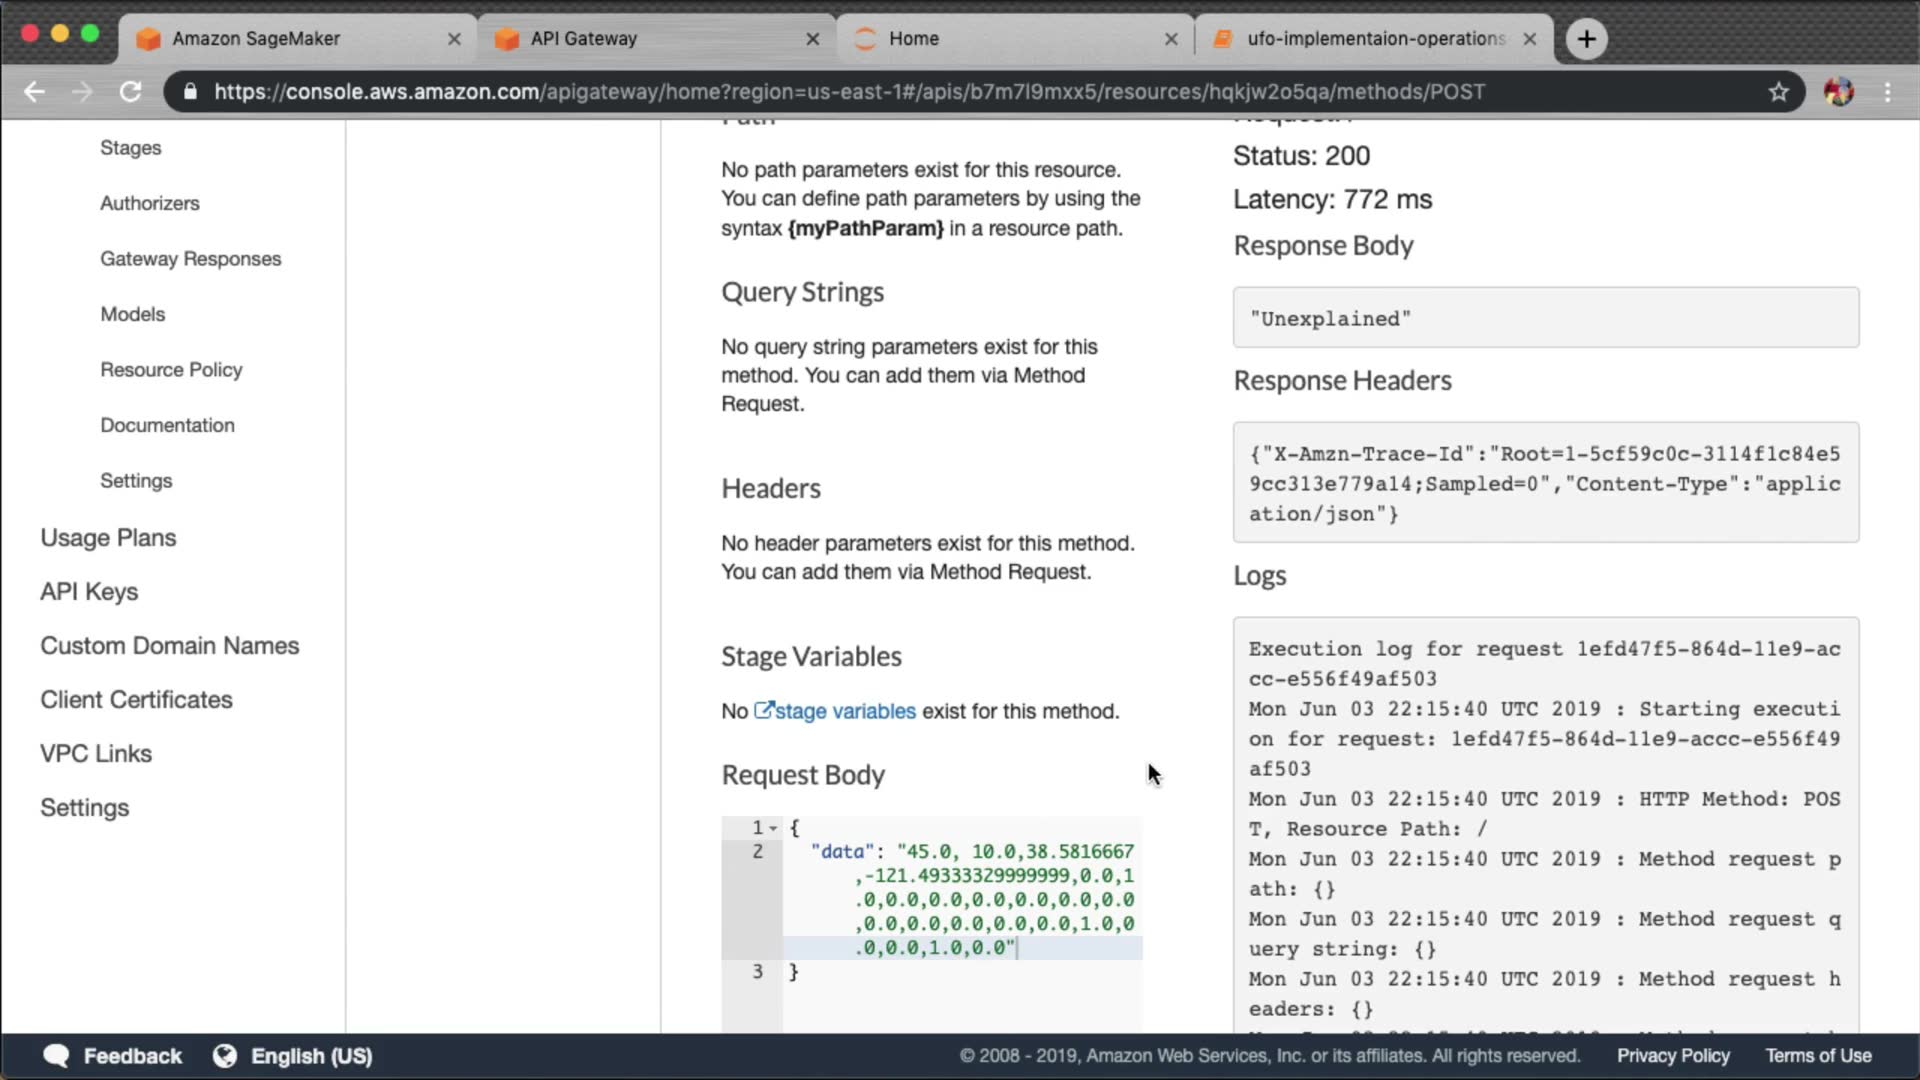 Amazon SageMaker
API Gateway
Home
ufo-implementaion-operations
https://console.aws.amazon.com/apigateway/home?region=us-east-1#/apis/b7m7l9mxx5/resources/hqkjw2o5qa/methods/POST
Stages
Authorizers
Gateway Responses
Models
Resource Policy
Documentation
Settings
Usage Plans
API Keys
Custom Domain Names
Client Certificates
VPC Links
Settings
Path
No path parameters exist for this resource.
You can define path parameters by using the
syntax {myPathParam} in a resource path.
Query Strings
No query string parameters exist for this
method. You can add them via Method
Request.
Headers
No header parameters exist for this method.
You can add them via Method Request.
Stage Variables
No stage variables exist for this method.
Request Body
1 {
2 "data": "45.0, 10.0,38.5816667
,-121.49333329999999,0.0,1
.0,0.0,0.0,0.0,0.0,0.0,0.0
,0.0,0.0,0.0,0.0,0.0,1.0,0
.0,0.0,1.0,0.0"
3 }
Status: 200
Latency: 772 ms
Response Body
"Unexplained"
Response Headers
{"X-Amzn-Trace-Id":"Root=1-5cf59c0c-3114f1c84e5
9cc313e779a14;Sampled=0","Content-Type":"applic
ation/json"}
Logs
Execution log for request 1efd47f5-864d-11e9-ac
cc-e556f49af503
Mon Jun 03 22:15:40 UTC 2019 : Starting executi
on for request: 1efd47f5-864d-11e9-accc-e556f49
af503
Mon Jun 03 22:15:40 UTC 2019 : HTTP Method: POS
T, Resource Path: /
Mon Jun 03 22:15:40 UTC 2019 : Method request p
ath: {}
Mon Jun 03 22:15:40 UTC 2019 : Method request q
uery string: {}
Mon Jun 03 22:15:40 UTC 2019 : Method request h
eaders: {}
Feedback
English (US)
© 2008 - 2019, Amazon Web Services, Inc. or its affiliates. All rights reserved.
Privacy Policy
Terms of Use